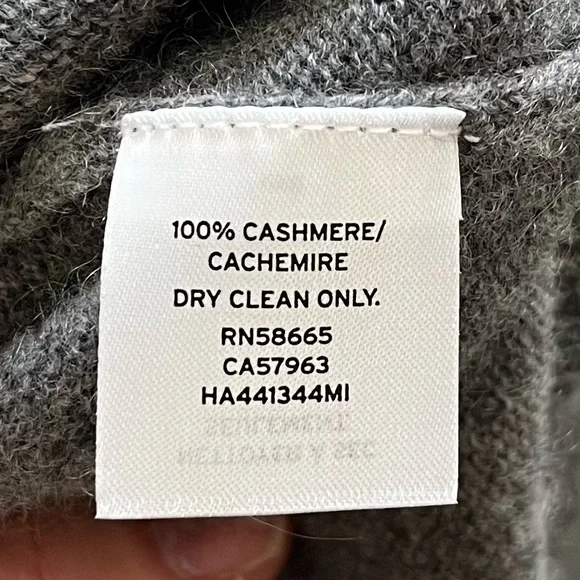 100% CASHMERE/
CACHEMIRE
DRY CLEAN ONLY.
RN58665
CA57963
HA441344MI